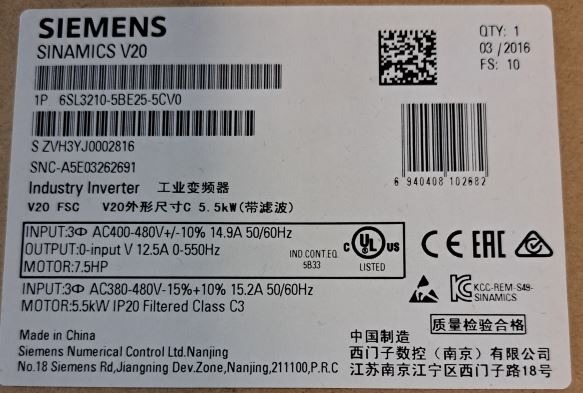 SIEMENS
SINAMICS V20
QTY: 1
03 / 2016
FS: 10
1P 6SL3210-5BE25-5CV0
S ZVH3YJ0002816
SNC-A5E03262691
6 940408 102682
Industry Inverter 工业变频器
V20 FSC V20外形尺寸C 5.5kW(带滤波)
INPUT:3Φ AC400-480V+/-10% 14.9A 50/60Hz
OUTPUT:0-input V 12.5A 0-550Hz
MOTOR:7.5HP
IND CONT.EQ.
5B33
C UL US
LISTED
CE EAC
INPUT:3Φ AC380-480V-15%+10% 15.2A 50/60Hz
MOTOR:5.5kW IP20 Filtered Class C3
KCC-REM-S49-
SINAMICS
质量检验合格
Made in China
Siemens Numerical Control Ltd.Nanjing
No.18 Siemens Rd,Jiangning Dev.Zone,Nanjing,211100,P.R.C
中国制造
西门子数控（南京）有限公司
江苏南京江宁区西门子路18号